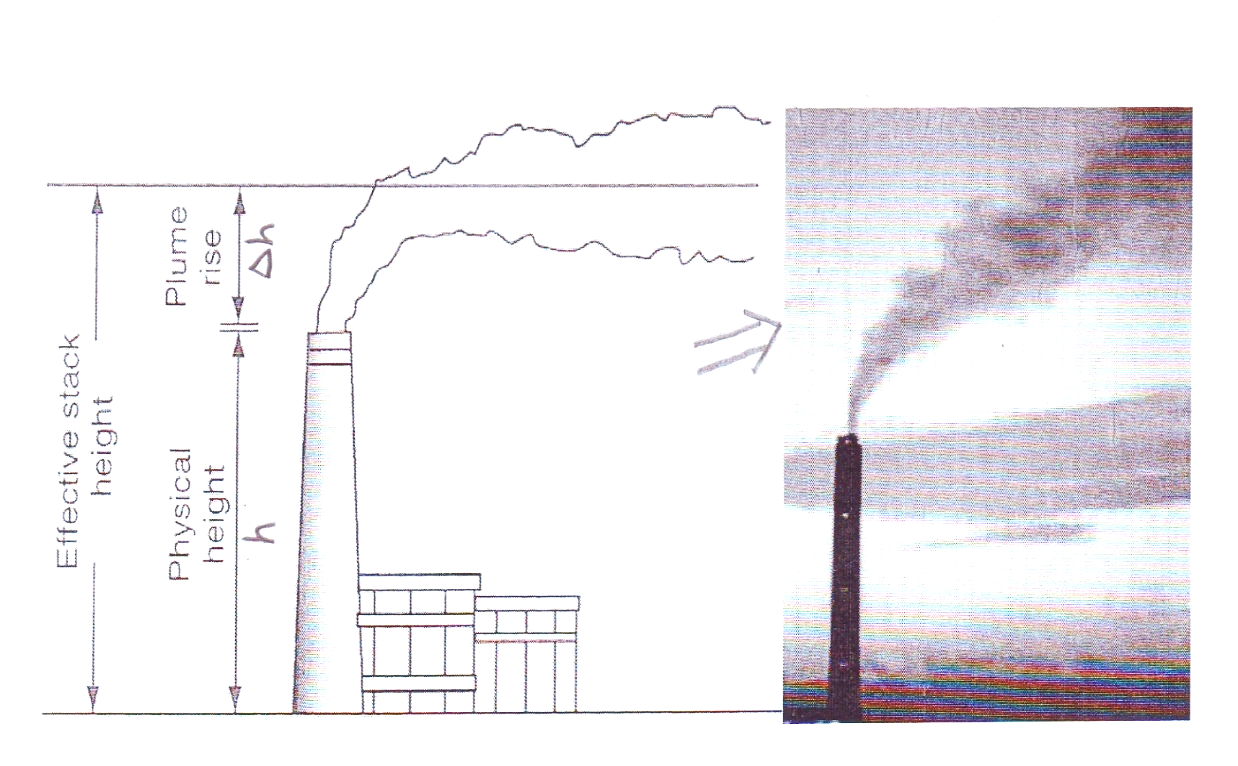 Effective stack
height
Plume
rise
Δh
Physical
height
h